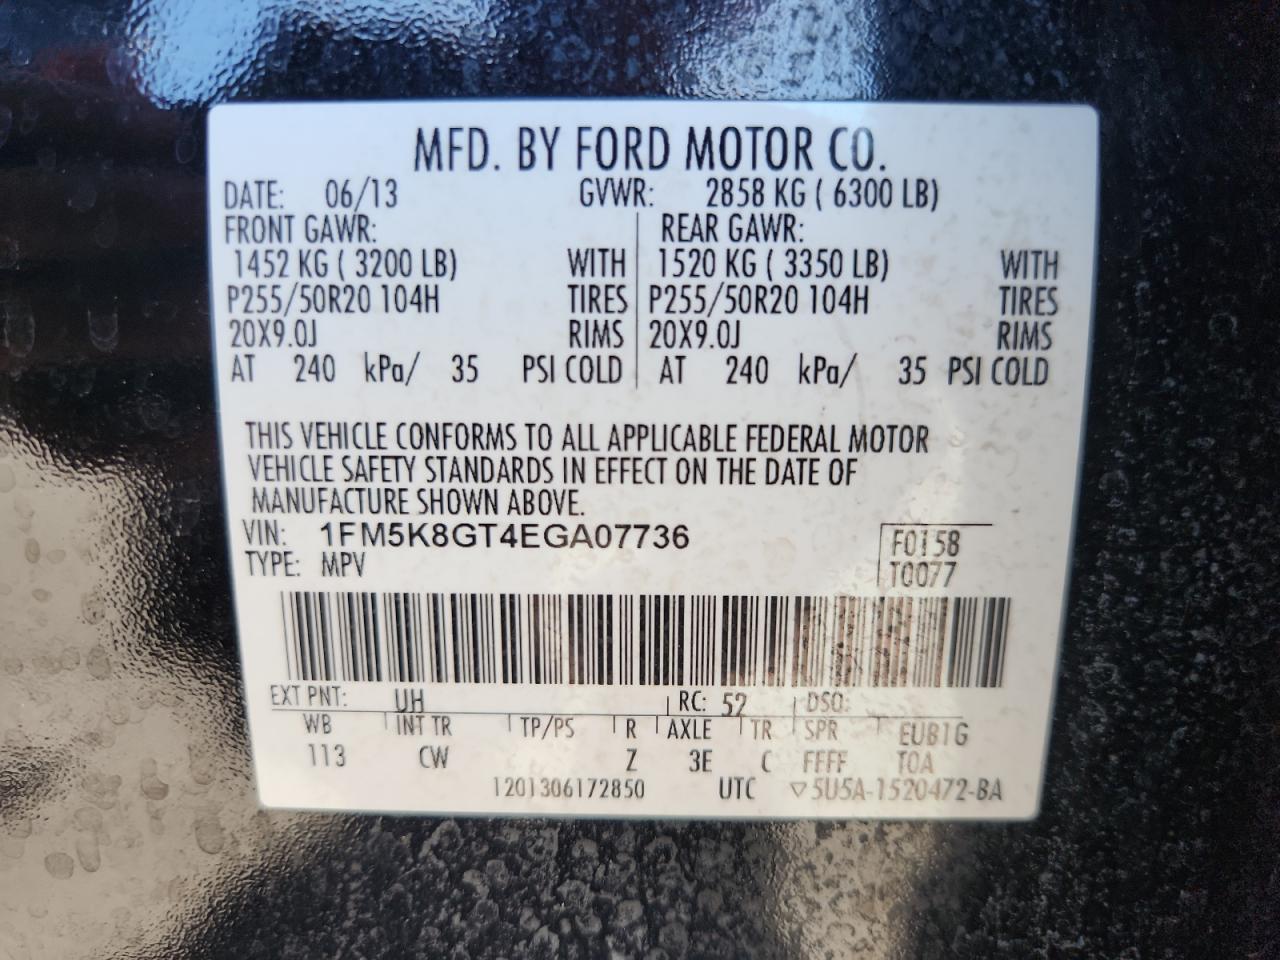 MFD. BY FORD MOTOR CO.
DATE: 06/13 GVWR: 2858 KG ( 6300 LB)
FRONT GAWR: REAR GAWR:
1452 KG ( 3200 LB) WITH 1520 KG ( 3350 LB) WITH
P255/50R20 104H TIRES P255/50R20 104H TIRES
20X9.0J RIMS 20X9.0J RIMS
AT 240 kPa/ 35 PSI COLD AT 240 kPa/ 35 PSI COLD
THIS VEHICLE CONFORMS TO ALL APPLICABLE FEDERAL MOTOR
VEHICLE SAFETY STANDARDS IN EFFECT ON THE DATE OF
MANUFACTURE SHOWN ABOVE.
VIN: 1FM5K8GT4EGA07736 F0158
TYPE: MPV T0077
EXT PNT: UH RC: 52 DSO:
WB INT TR TP/PS R AXLE TR SPR EUB1G
113 CW Z 3E C FFFF TOA
1201306172850 UTC ▽5U5A-1520472-BA